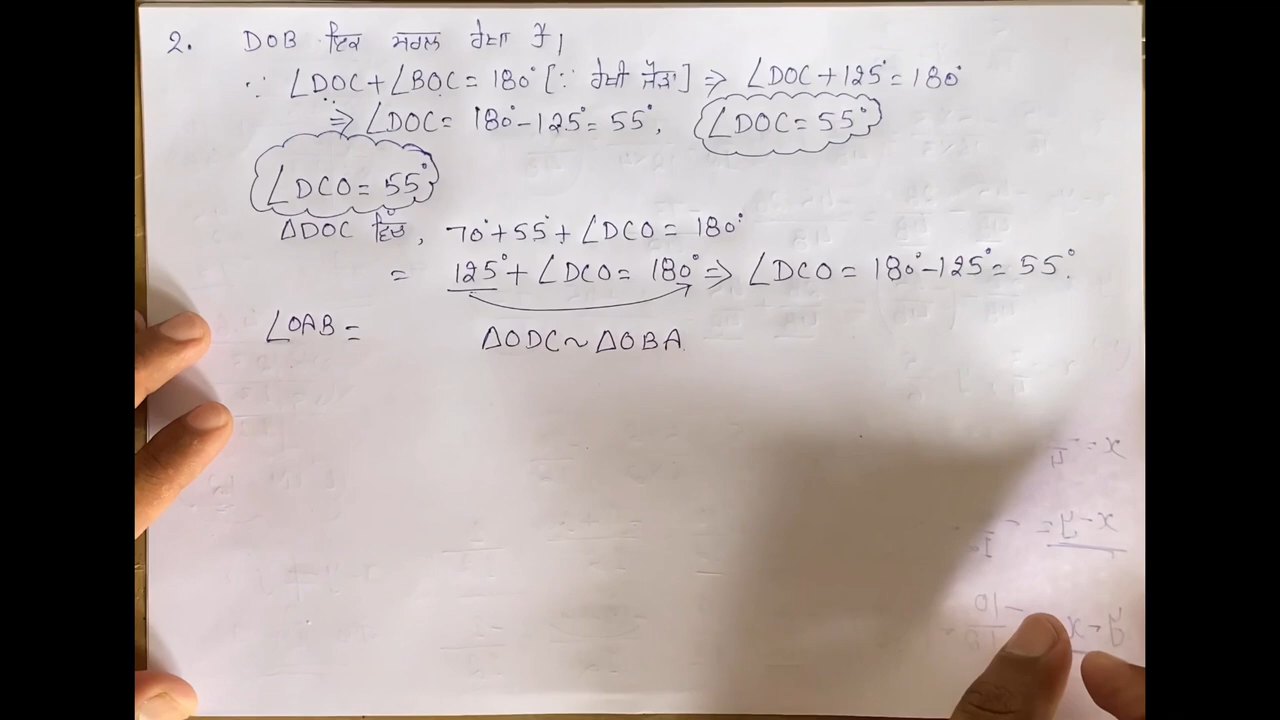 2. DOB ਇਕ ਸਰਲ ਰੇਖਾ ਹੈ।
∵ ∠DOC + ∠BOC = 180° [∵ ਰੇਖੀ ਜੋੜਾ] ⇒ ∠DOC + 125° = 180°
⇒ ∠DOC = 180° - 125° = 55°, ∠DOC = 55°
∠DCO = 55°
ΔDOC ਵਿੱਚ, 70° + 55° + ∠DCO = 180°
= 125° + ∠DCO = 180° ⇒ ∠DCO = 180° - 125° = 55°.
∠OAB = ΔODC ~ ΔOBA